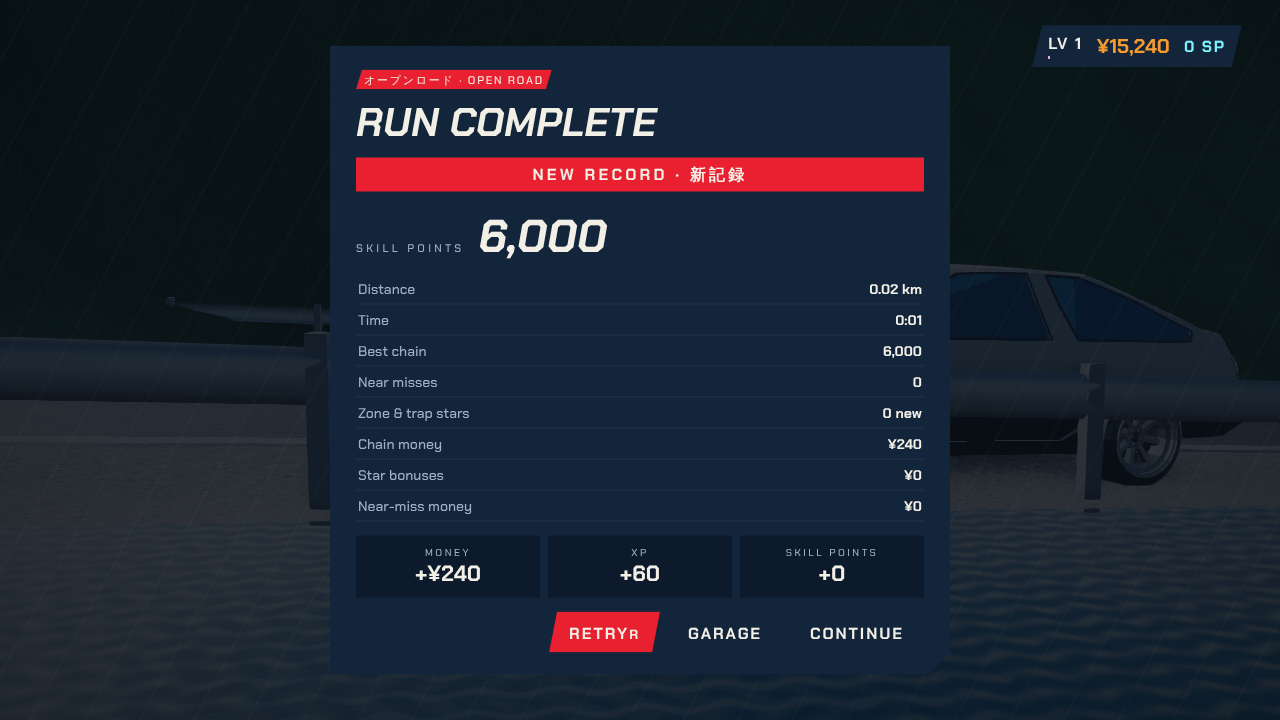 LV 1 ¥15,240 0 SP
オープンロード · OPEN ROAD
RUN COMPLETE
NEW RECORD · 新記録
SKILL POINTS 6,000
Distance 0.02 km
Time 0:01
Best chain 6,000
Near misses 0
Zone & trap stars 0 new
Chain money ¥240
Star bonuses ¥0
Near-miss money ¥0
MONEY XP SKILL POINTS
+¥240 +60 +0
RETRY R GARAGE CONTINUE